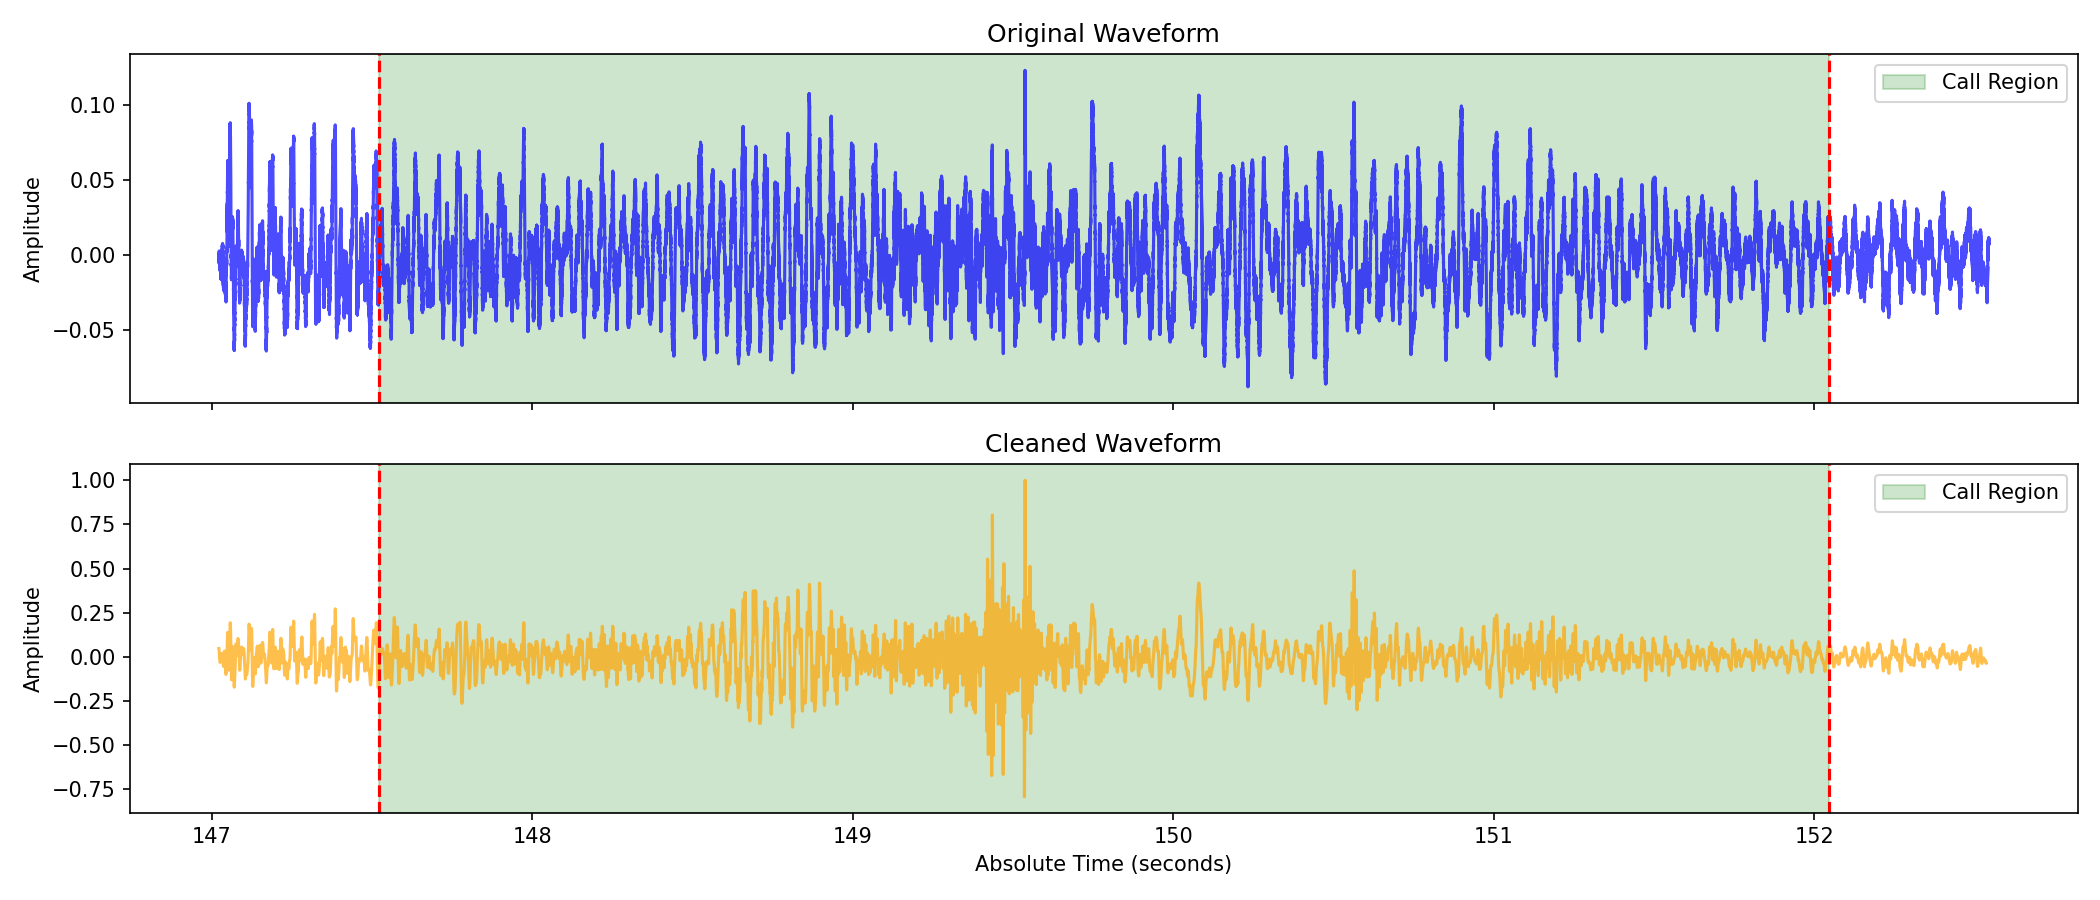 Original Waveform
Call Region
Amplitude
0.10
0.05
0.00
−0.05
Cleaned Waveform
Call Region
Amplitude
1.00
0.75
0.50
0.25
0.00
−0.25
−0.50
−0.75
147 148 149 150 151 152
Absolute Time (seconds)